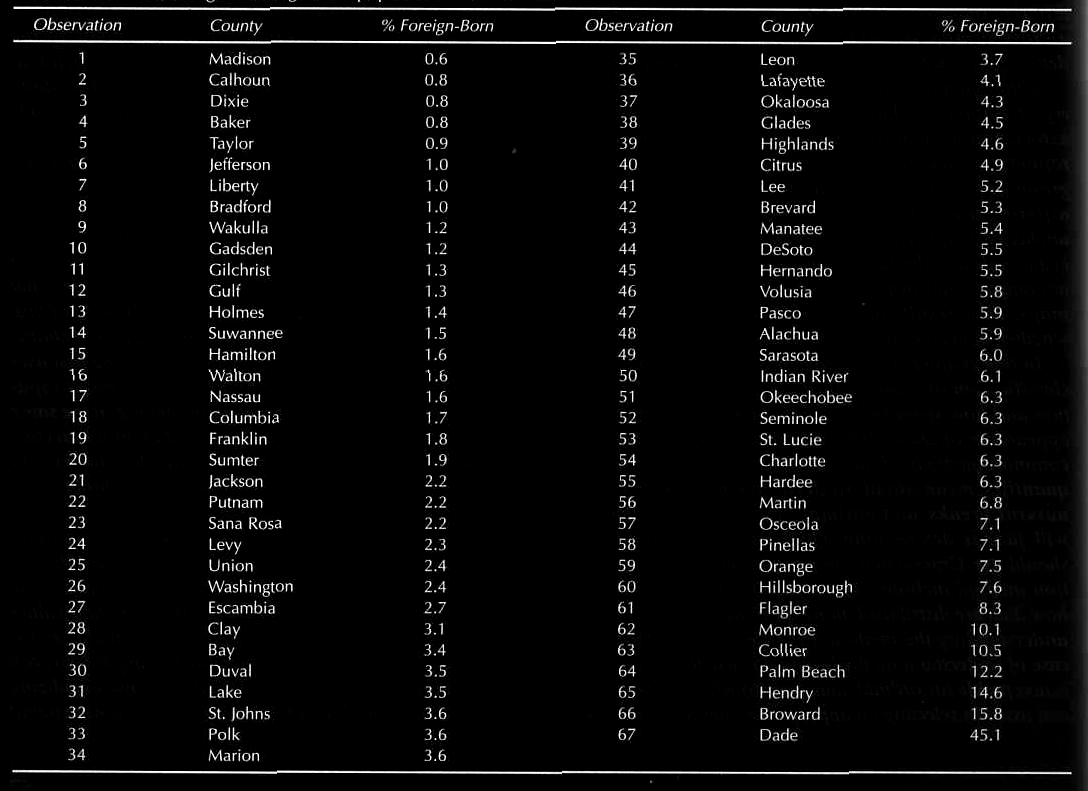 Observation County % Foreign-Born Observation County % Foreign-Born
1 Madison 0.6 35 Leon 3.7
2 Calhoun 0.8 36 Lafayette 4.1
3 Dixie 0.8 37 Okaloosa 4.3
4 Baker 0.8 38 Glades 4.5
5 Taylor 0.9 39 Highlands 4.6
6 Jefferson 1.0 40 Citrus 4.9
7 Liberty 1.0 41 Lee 5.2
8 Bradford 1.0 42 Brevard 5.3
9 Wakulla 1.2 43 Manatee 5.4
10 Gadsden 1.2 44 DeSoto 5.5
11 Gilchrist 1.3 45 Hernando 5.5
12 Gulf 1.3 46 Volusia 5.8
13 Holmes 1.4 47 Pasco 5.9
14 Suwannee 1.5 48 Alachua 5.9
15 Hamilton 1.6 49 Sarasota 6.0
16 Walton 1.6 50 Indian River 6.1
17 Nassau 1.6 51 Okeechobee 6.3
18 Columbia 1.7 52 Seminole 6.3
19 Franklin 1.8 53 St. Lucie 6.3
20 Sumter 1.9 54 Charlotte 6.3
21 Jackson 2.2 55 Hardee 6.3
22 Putnam 2.2 56 Martin 6.8
23 Sana Rosa 2.2 57 Osceola 7.1
24 Levy 2.3 58 Pinellas 7.1
25 Union 2.4 59 Orange 7.5
26 Washington 2.4 60 Hillsborough 7.6
27 Escambia 2.7 61 Flagler 8.3
28 Clay 3.1 62 Monroe 10.1
29 Bay 3.4 63 Collier 10.5
30 Duval 3.5 64 Palm Beach 12.2
31 Lake 3.5 65 Hendry 14.6
32 St. Johns 3.6 66 Broward 15.8
33 Polk 3.6 67 Dade 45.1
34 Marion 3.6